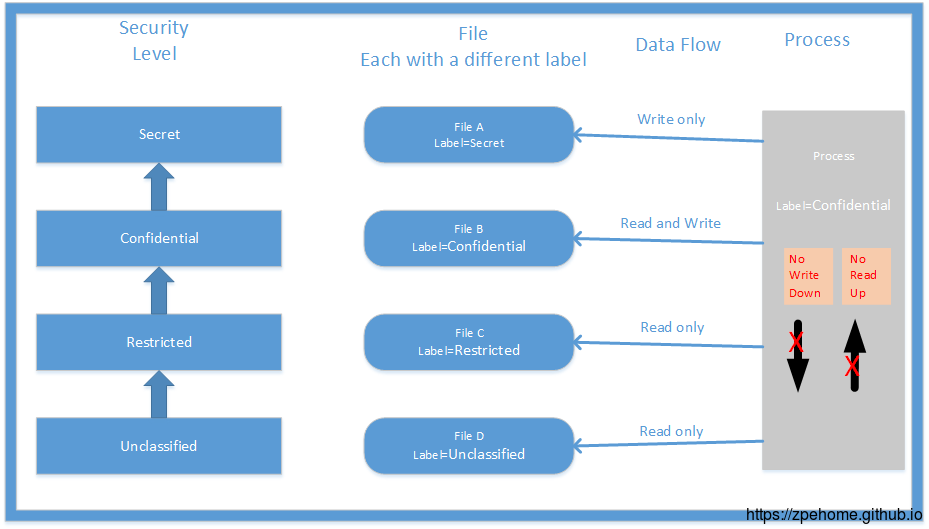 Security
Level
File
Each with a different label
Data Flow
Process
Secret
File A
Label=Secret
Write only
Process
Label=Confidential
Confidential
File B
Label=Confidential
Read and Write
No
Write
Down
No
Read
Up
Restricted
File C
Label=Restricted
Read only
X
X
Unclassified
File D
Label=Unclassified
Read only
https://zpehome.github.io